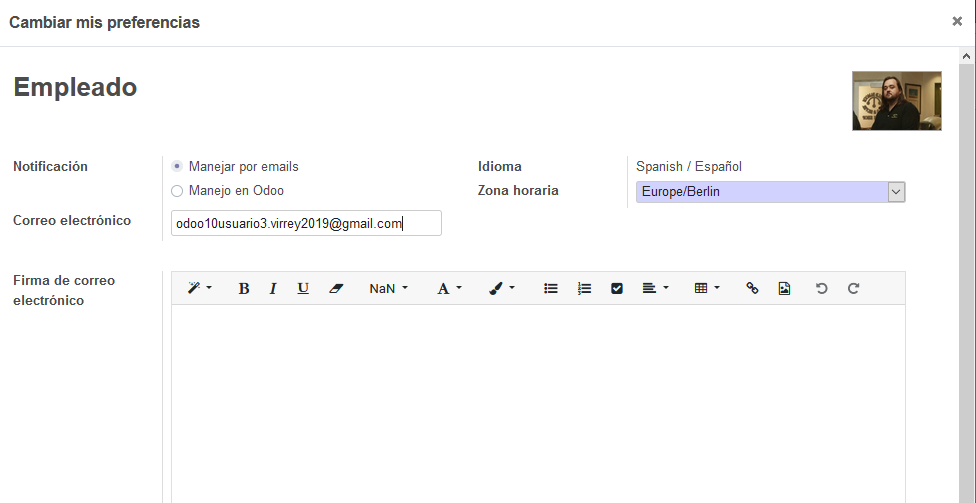 Cambiar mis preferencias
Empleado
Notificación
Manejar por emails
Manejo en Odoo
Idioma
Spanish / Español
Zona horaria
Europe/Berlin
Correo electrónico
odoo10usuario3.virrey2019@gmail.com
Firma de correo
electrónico
B I U NaN A